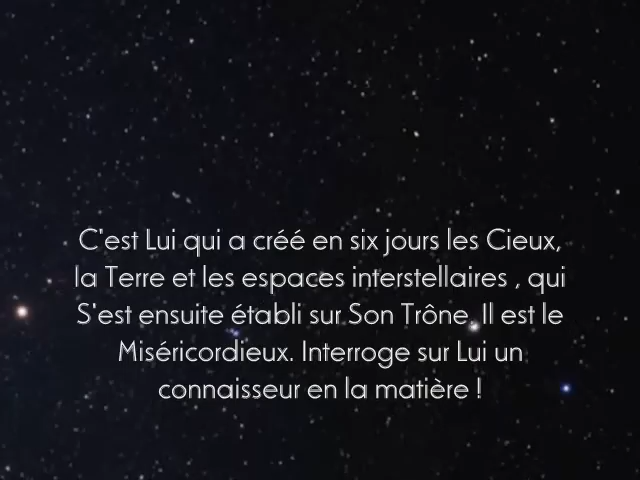 C'est Lui qui a créé en six jours les Cieux,
la Terre et les espaces interstellaires , qui
S'est ensuite établi sur Son Trône. Il est le
Miséricordieux. Interroge sur Lui un
connaisseur en la matière !